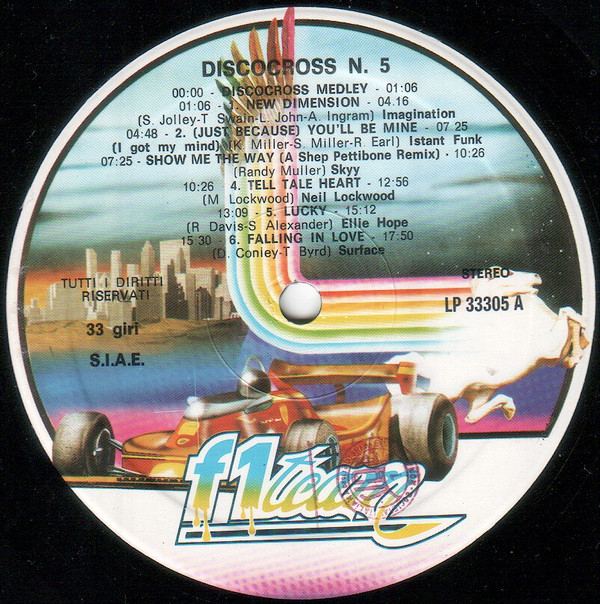 DISCOCROSS N. 5
00:00 - DISCOCROSS MEDLEY - 01:06
01:06 - 1. NEW DIMENSION - 04.16
(S. Jolley-T Swain-L. John-A. Ingram) Imagination
04:48 - 2. (JUST BECAUSE) YOU'LL BE MINE - 07 25
(I got my mind) (K. Miller-S. Miller-R Earl) Istant Funk
07:25 - SHOW ME THE WAY (A Shep Pettibone Remix) - 10:26
(Randy Muller) Skyy
10:26 4. TELL TALE HEART - 12:56
(M Lockwood) Neil Lockwood
13:09 - 5. LUCKY - 15:12
(R Davis-S Alexander) Ellie Hope
15 30 - 6. FALLING IN LOVE - 17:50
(D. Conley-T Byrd) Surface
TUTTI I DIRITTI
RISERVATI
STEREO
LP 33305 A
33 giri
S.I.A.E.
f1 team